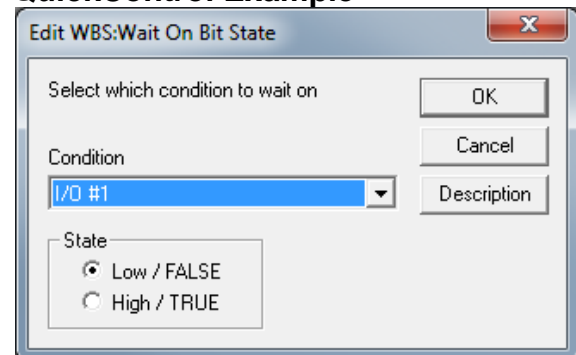 QuickControl Example
Edit WBS:Wait On Bit State
Select which condition to wait on
OK
Cancel
Condition
I/O #1
Description
State
Low / FALSE
High / TRUE